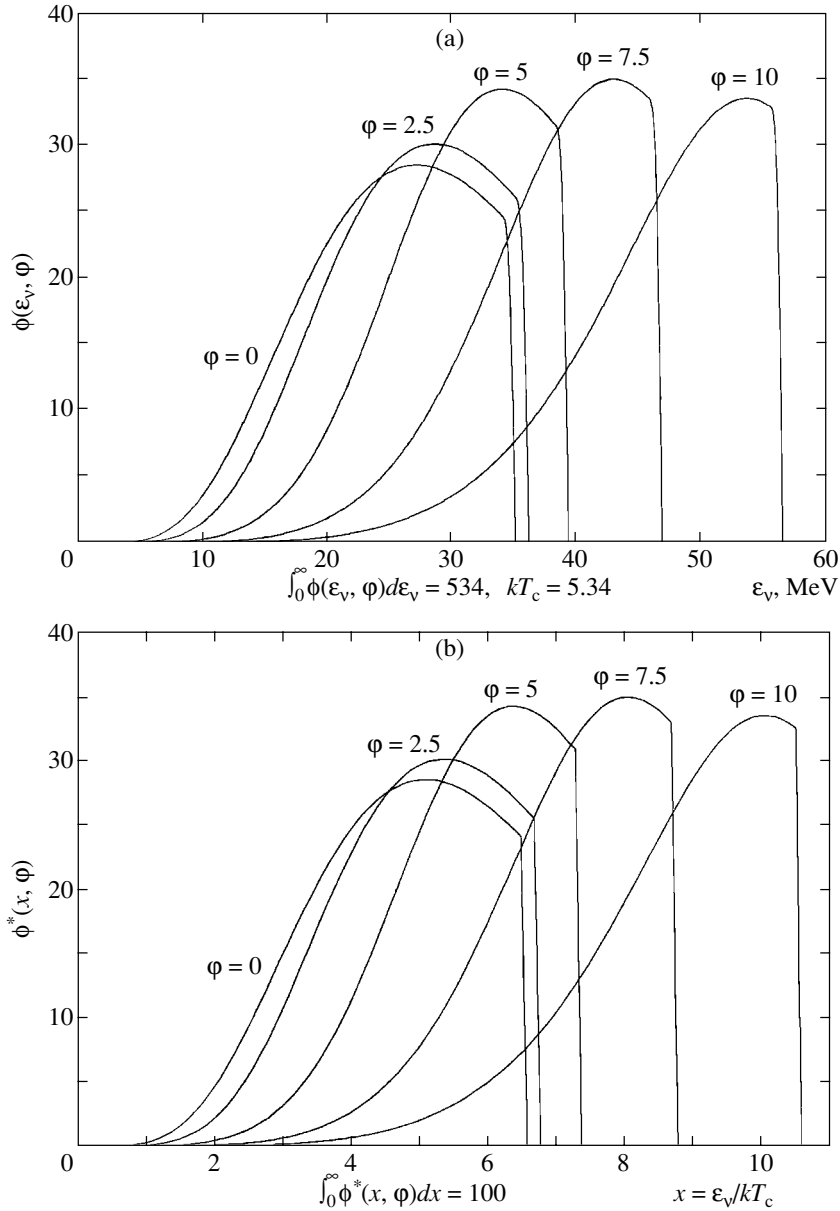 40
(a)
φ = 7.5
φ = 5
φ = 10
φ = 2.5
30
ϕ(ε_ν, φ)
20
φ = 0
10
0 10 20 30 40 50 60
∫_0^∞ ϕ(ε_ν, φ)dε_ν = 534, kT_c = 5.34 ε_ν, MeV
40
(b)
φ = 7.5
φ = 5
φ = 10
φ = 2.5
30
ϕ*(x, φ)
20
φ = 0
10
0 2 4 6 8 10
∫_0^∞ ϕ*(x, φ)dx = 100 x = ε_ν/kT_c